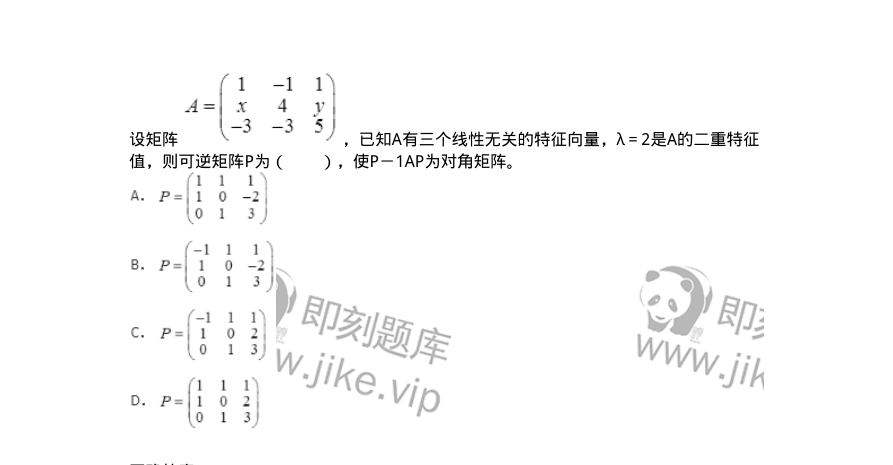 A = ( 1 -1 1
x 4 y
-3 -3 5 )
设矩阵 ，已知A有三个线性无关的特征向量，λ = 2是A的二重特征
值，则可逆矩阵P为（ ），使P－1AP为对角矩阵。
A. P = ( 1 1 1
1 0 -2
0 1 3 )
B. P = ( -1 1 1
1 0 -2
0 1 3 )
C. P = ( -1 1 1
1 0 2
0 1 3 )
D. P = ( 1 1 1
1 0 2
0 1 3 )
即刻题库
w.jike.vip
即刻
www.jik